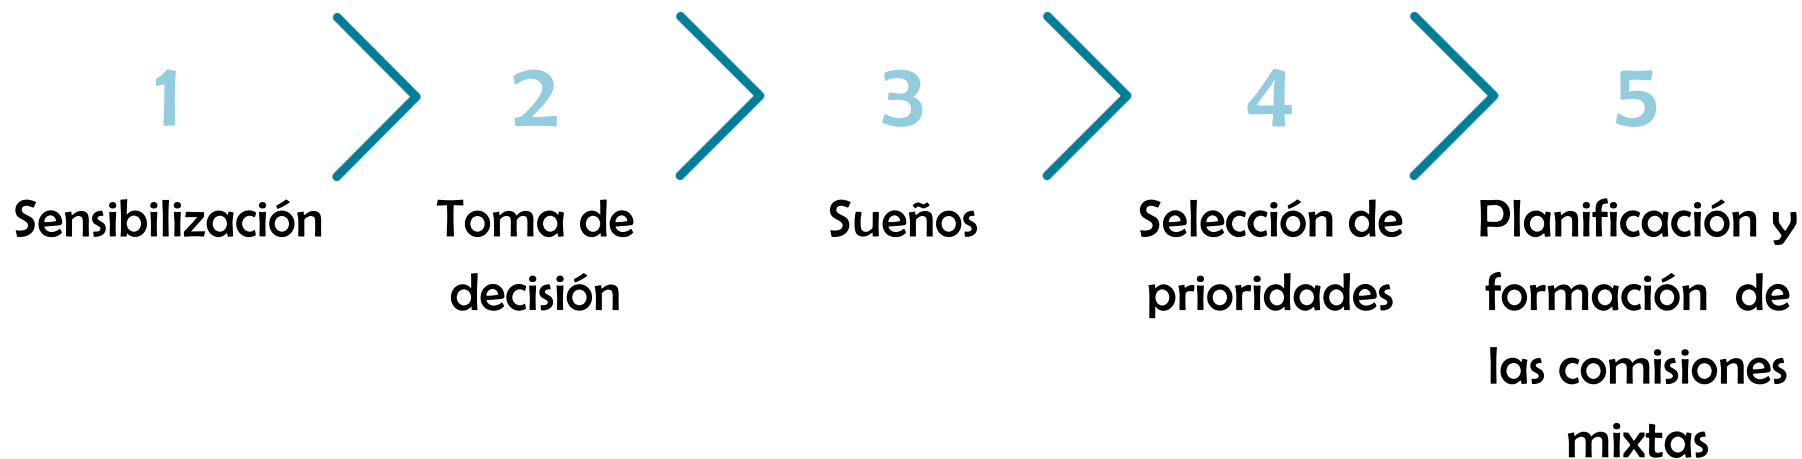 1
Sensibilización
2
Toma de
decisión
3
Sueños
4
Selección de
prioridades
5
Planificación y
formación de
las comisiones
mixtas